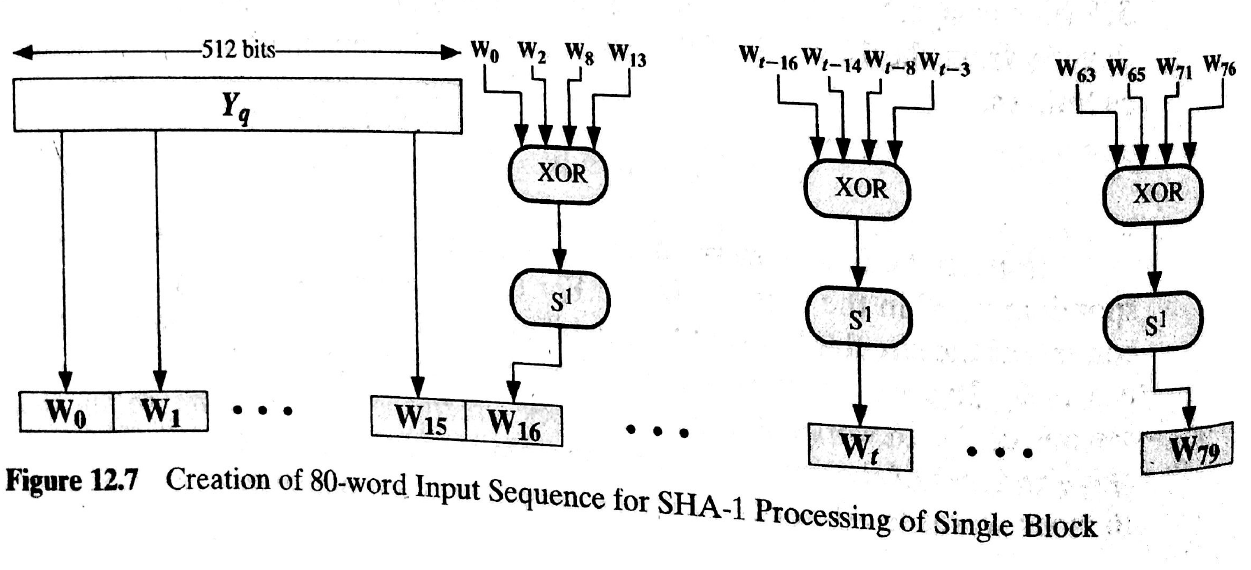 512 bits
W0 W2 W8 W13
Wt−16 Wt−14 Wt−8 Wt−3
W63 W65 W71 W76
Yq
XOR
XOR
XOR
S1
S1
S1
W0 W1 • • • W15 W16 • • • Wt • • • W79
Figure 12.7 Creation of 80-word Input Sequence for SHA-1 Processing of Single Block